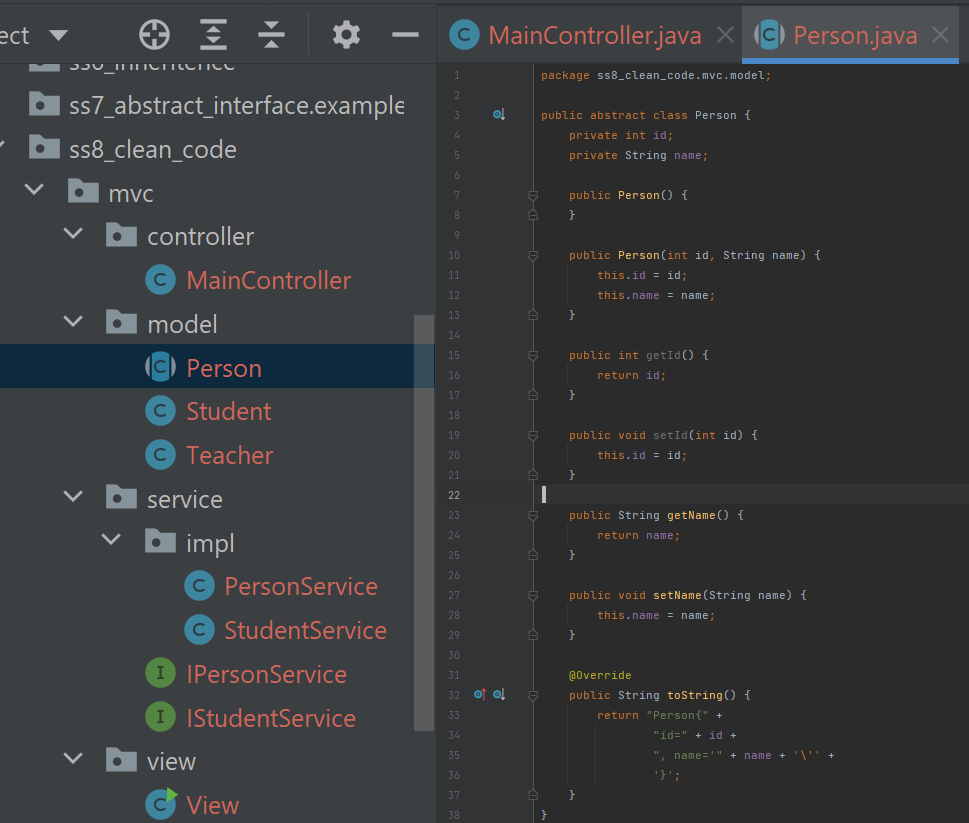 ect
ss6_inheritence
ss7_abstract_interface.example
ss8_clean_code
mvc
controller
MainController
model
Person
Student
Teacher
service
impl
PersonService
StudentService
IPersonService
IStudentService
view
View
MainController.java
Person.java
1 package ss8_clean_code.mvc.model;
2
3 public abstract class Person {
4 private int id;
5 private String name;
6
7 public Person() {
8 }
9
10 public Person(int id, String name) {
11 this.id = id;
12 this.name = name;
13 }
14
15 public int getId() {
16 return id;
17 }
18
19 public void setId(int id) {
20 this.id = id;
21 }
22
23 public String getName() {
24 return name;
25 }
26
27 public void setName(String name) {
28 this.name = name;
29 }
30
31 @Override
32 public String toString() {
33 return "Person{" +
34 "id=" + id +
35 ", name='" + name + '\'' +
36 '}';
37 }
38 }